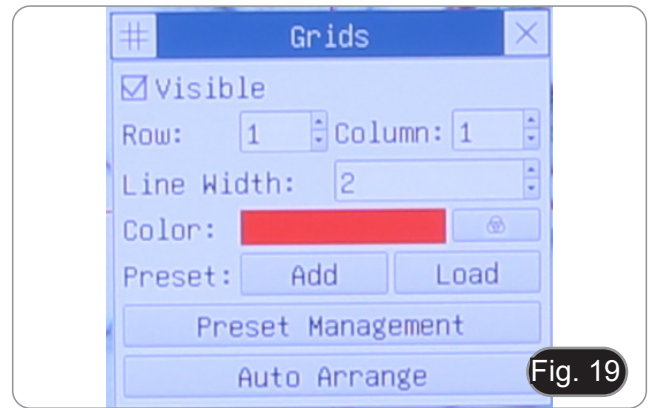 Grids
Visible
Row: 1 Column: 1
Line Width: 2
Color:
Preset: Add Load
Preset Management
Auto Arrange
Fig. 19